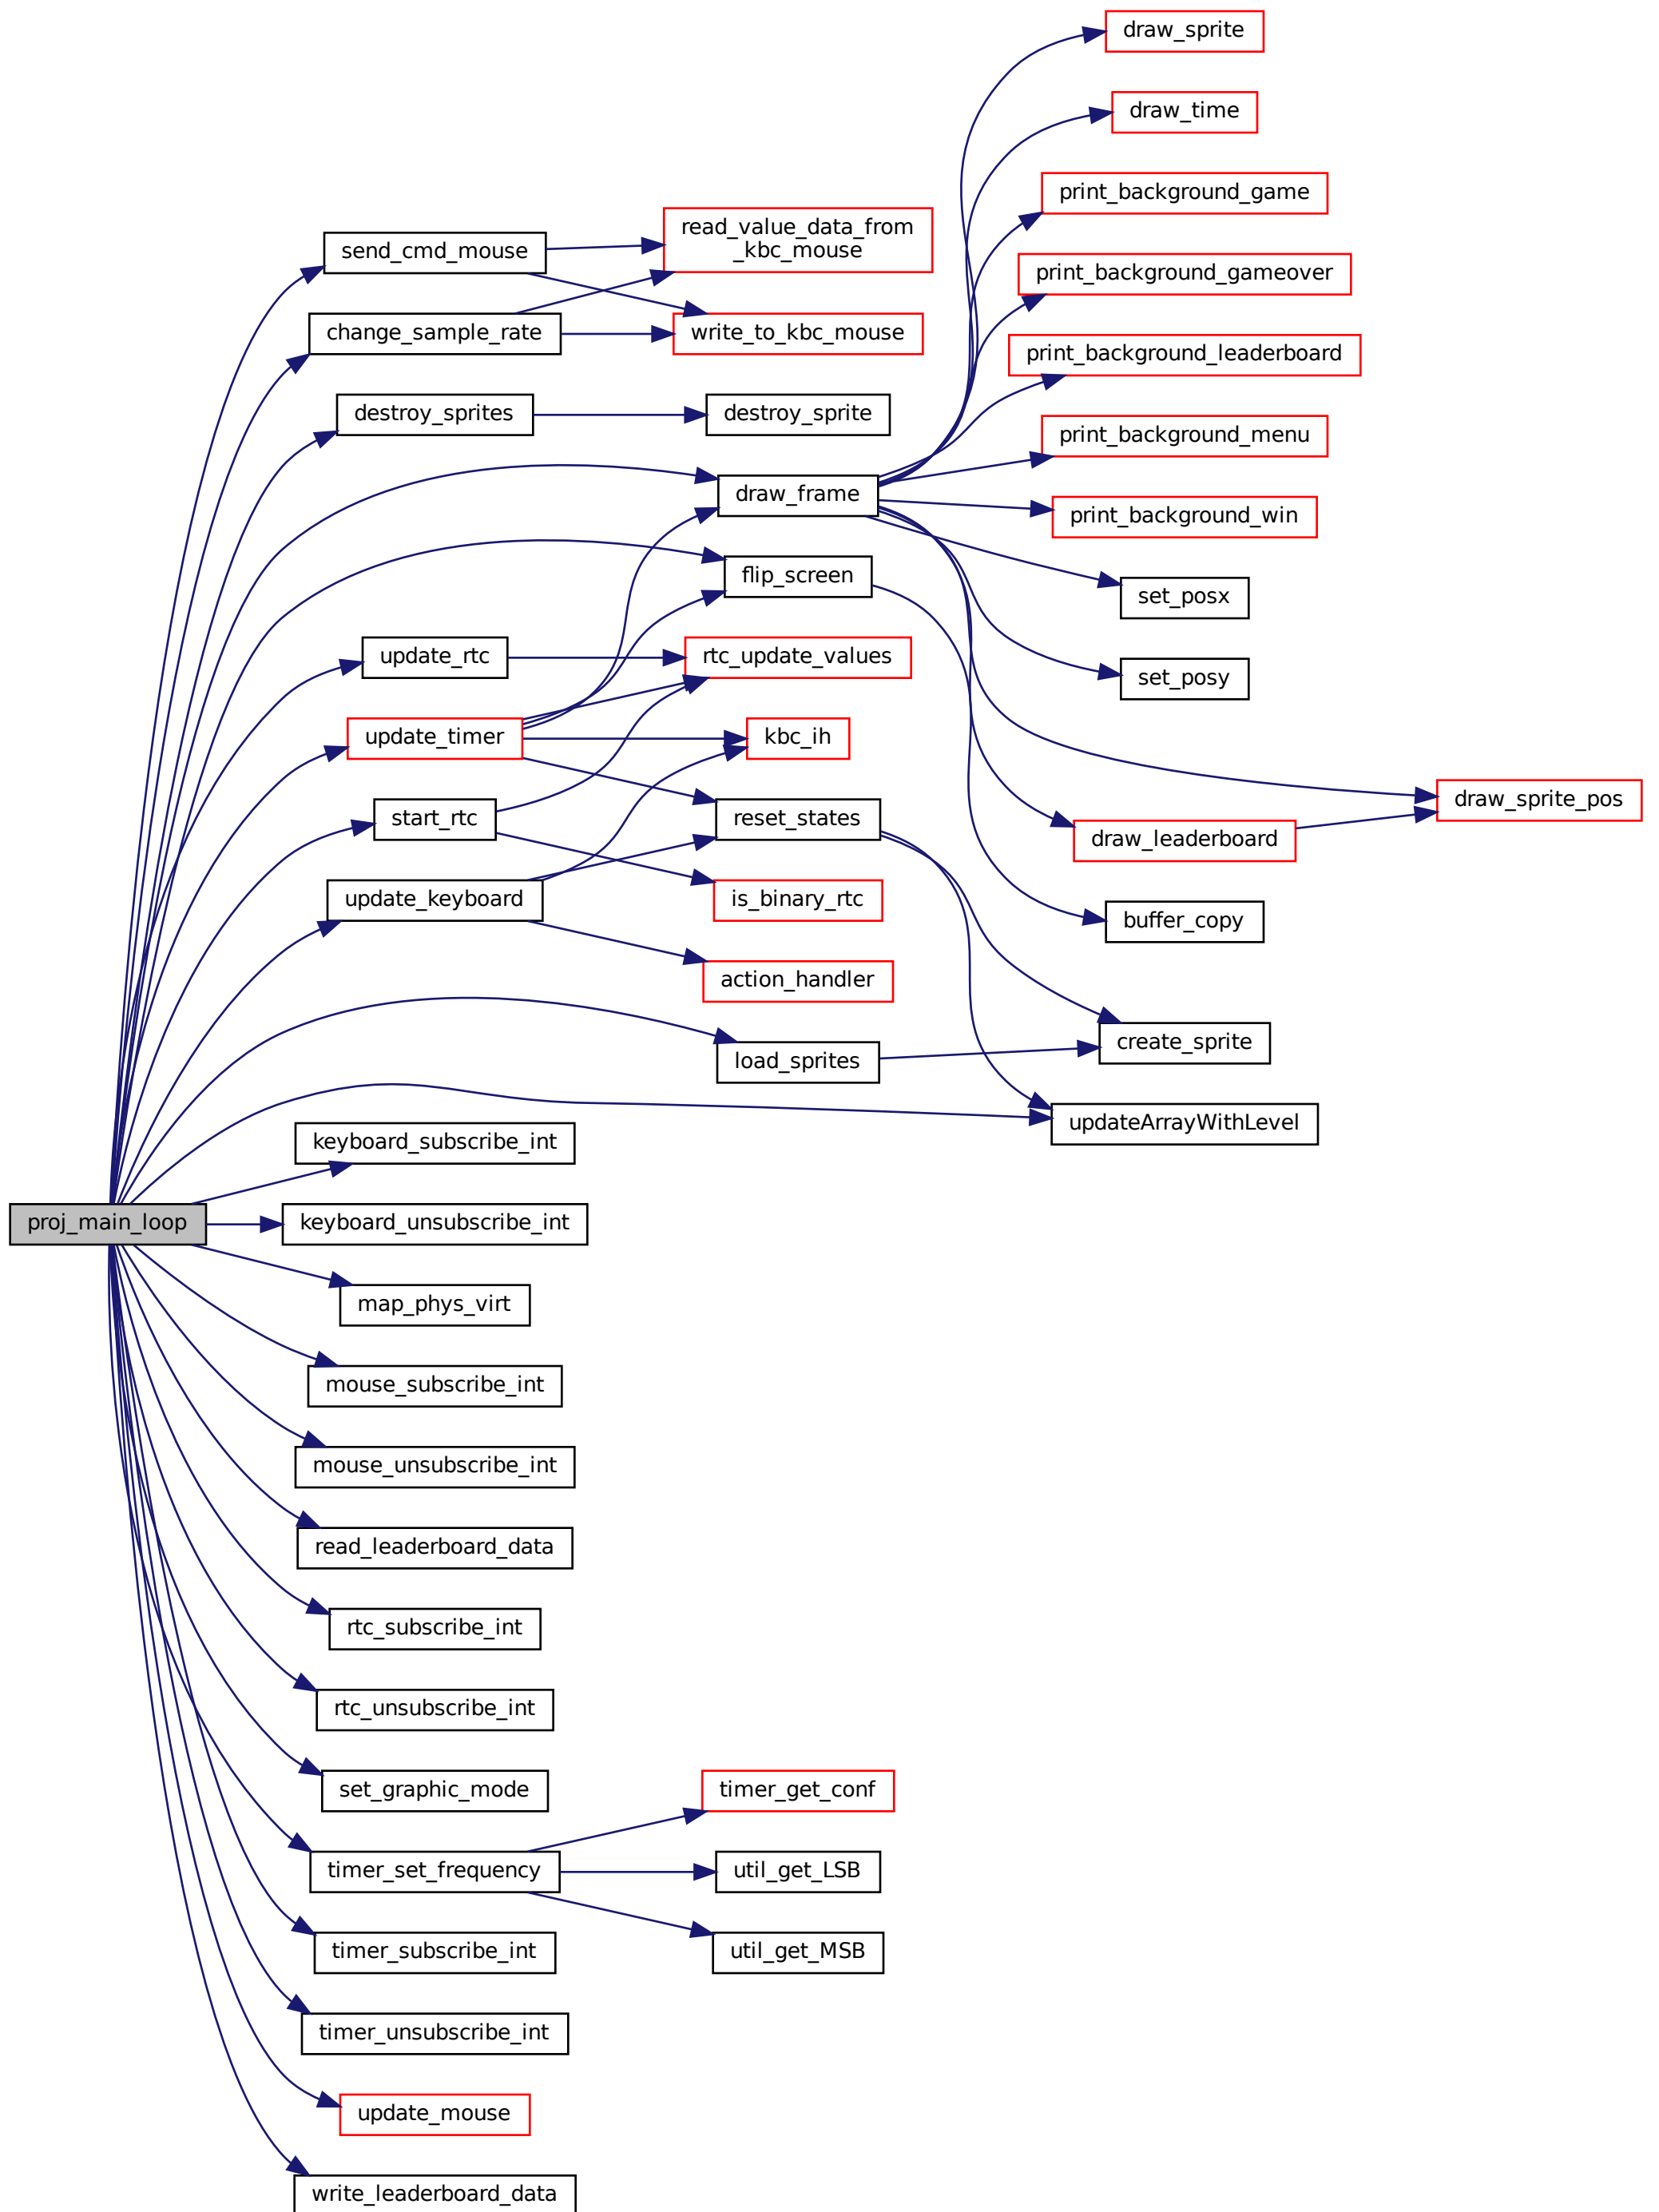 draw_sprite
draw_time
print_background_game
read_value_data_from
_kbc_mouse
send_cmd_mouse
print_background_gameover
change_sample_rate
write_to_kbc_mouse
print_background_leaderboard
destroy_sprites
destroy_sprite
print_background_menu
draw_frame
print_background_win
flip_screen
set_posx
update_rtc
rtc_update_values
set_posy
update_timer
kbc_ih
draw_sprite_pos
start_rtc
reset_states
draw_leaderboard
update_keyboard
is_binary_rtc
buffer_copy
action_handler
load_sprites
create_sprite
updateArrayWithLevel
keyboard_subscribe_int
proj_main_loop
keyboard_unsubscribe_int
map_phys_virt
mouse_subscribe_int
mouse_unsubscribe_int
read_leaderboard_data
rtc_subscribe_int
rtc_unsubscribe_int
set_graphic_mode
timer_get_conf
timer_set_frequency
util_get_LSB
timer_subscribe_int
util_get_MSB
timer_unsubscribe_int
update_mouse
write_leaderboard_data